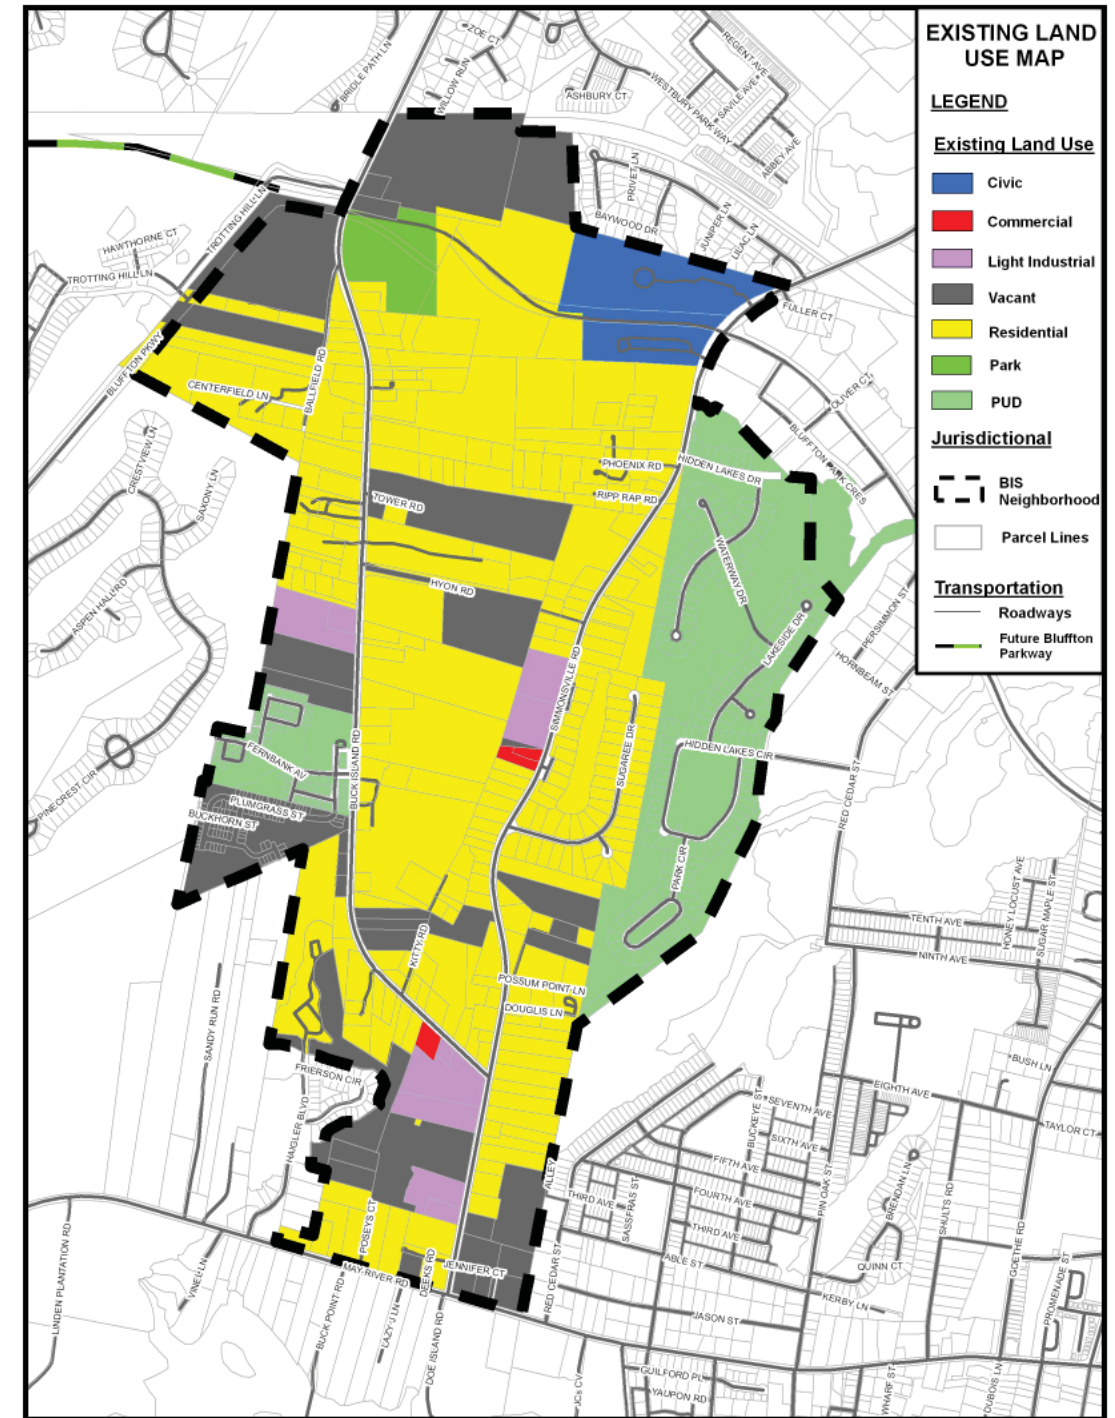 EXISTING LAND
USE MAP
LEGEND
Existing Land Use
Civic
Commercial
Light Industrial
Vacant
Residential
Park
PUD
Jurisdictional
BIS
Neighborhood
Parcel Lines
Transportation
Roadways
Future Bluffton
Parkway
ZOE CT
BRIDLE PATH LN
WILLOW RUN
ASHBURY CT
REGENT AVE
WESTBURY PARK WAY
SAVILE AVE
ABBEY AVE
PRIVET LN
BAYWOOD DR
JUNIPER LN
LILAC LN
TROTTING HILL LN
HAWTHORNE CT
TROTTING HILL LN
FULLER CT
BLUFFTON PKWY
CENTERFIELD LN
BALLFIELD RD
OLIVER CT
BLUFFTON PARK CRES
CRESTVIEW LN
SAXONY LN
PHOENIX RD
HIDDEN LAKES DR
RIPP RAP RD
TOWER RD
WATERWAY DR
HYON RD
ASPEN HALL RD
PERSIMMON ST
LAKESIDE DR
HORNBEAM ST
SIMMONSVILLE RD
SUGAREE DR
HIDDEN LAKES CIR
FERNBANK AV
BUCK ISLAND RD
PINECREST CIR
PLUMGRASS ST
BUCKHORN ST
RED CEDAR ST
PARK CIR
HONEY LOCUST AVE
SUGAR MAPLE ST
TENTH AVE
NINTH AVE
KITTY RD
POSSUM POINT LN
DOUGLIS LN
SANDY RUN RD
FRIERSON CIR
BUSH LN
EIGHTH AVE
SEVENTH AVE
BUCKEYE ST
TAYLOR CT
HAIGLER BLVD
SIXTH AVE
FIFTH AVE
ALLEY
FOURTH AVE
THIRD AVE
SASSFRAS ST
PIN OAK ST
BRENDAN LN
SHULTS RD
GOETHE RD
THIRD AVE
POSEYS CT
ABLE ST
QUINN CT
PROMENADE ST
LINDEN PLANTATION RD
VINEL LN
MAY RIVER RD
DEEKS RD
JENNIFER CT
RED CEDAR ST
KERBY LN
BUCK POINT RD
LAZY J LN
DOE ISLAND RD
JASON ST
GUILFORD PL
YAUPON RD
JCs CV
WHARF ST
DUBOIS LN